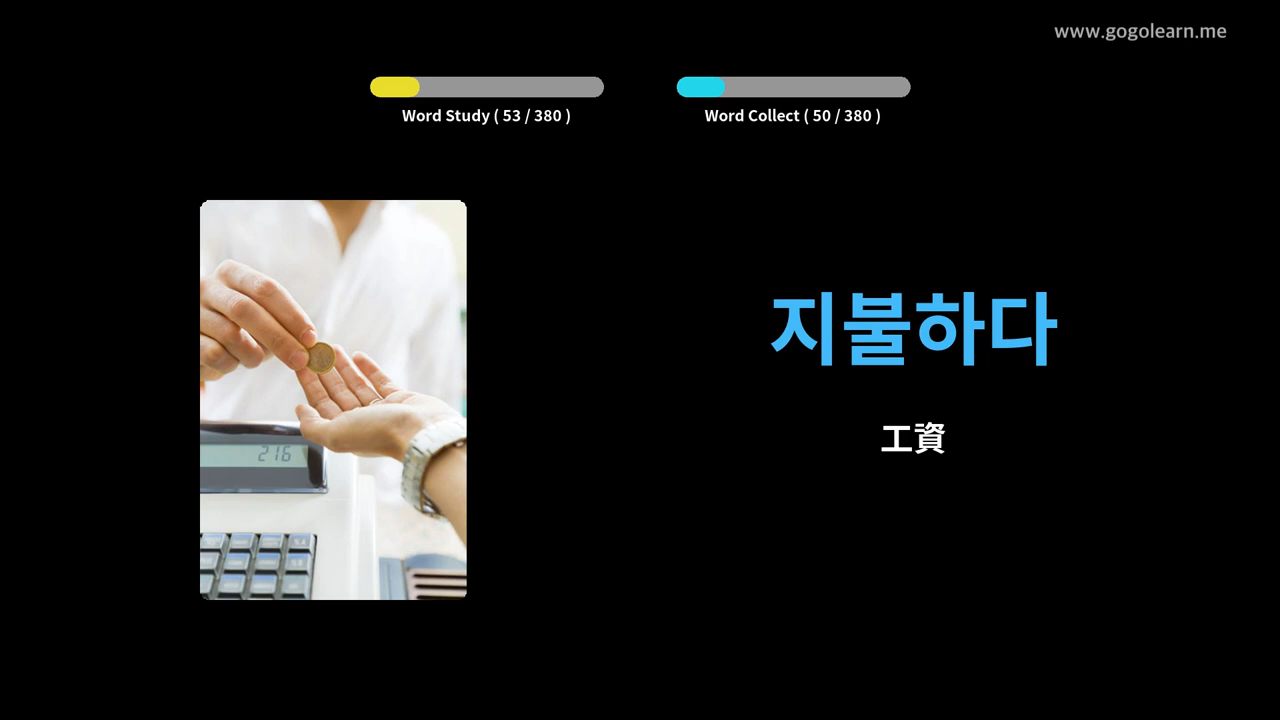 www.gogolearn.me
Word Study ( 53 / 380 )
Word Collect ( 50 / 380 )
216
지불하다
工資